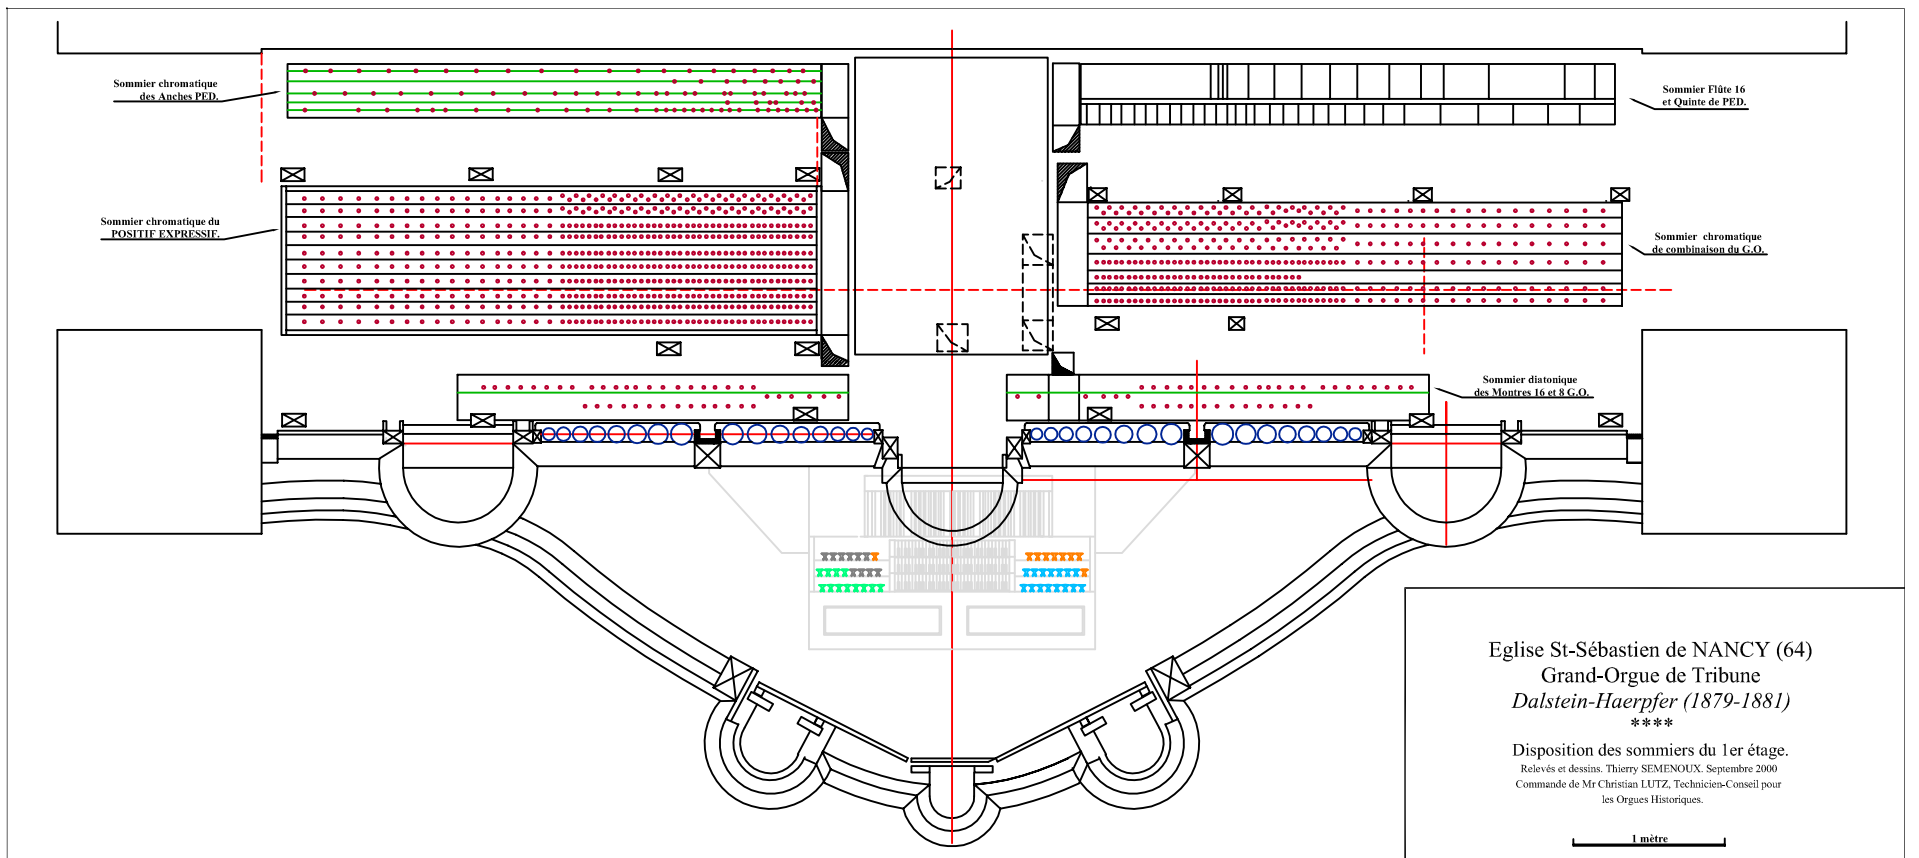 Sommier chromatique
des Anches PED.
Sommier Flûte 16
et Quinte de PED.
Sommier chromatique du
POSITIF EXPRESSIF.
Sommier chromatique
de combinaison du G.O.
Sommier diatonique
des Montres 16 et 8 G.O.
Eglise St-Sébastien de NANCY (64)
Grand-Orgue de Tribune
Dalstein-Haerpfer (1879-1881)
****
Disposition des sommiers du 1er étage.
Relevés et dessins. Thierry SEMENOUX. Septembre 2000
Commande de Mr Christian LUTZ, Technicien-Conseil pour
les Orgues Historiques.
1 mètre